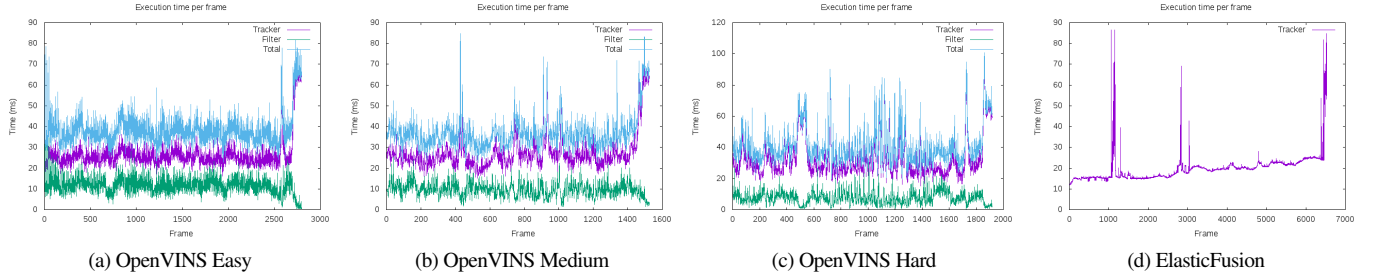 Execution time per frame
90
80
70
60
50
40
30
20
10
0
Time (ms)
Tracker
Filter
Total
0 500 1000 1500 2000 2500 3000
Frame
(a) OpenVINS Easy
Execution time per frame
90
80
70
60
50
40
30
20
10
0
Time (ms)
Tracker
Filter
Total
0 200 400 600 800 1000 1200 1400 1600
Frame
(b) OpenVINS Medium
Execution time per frame
120
100
80
60
40
20
0
Time (ms)
Tracker
Filter
Total
0 200 400 600 800 1000 1200 1400 1600 1800 2000
Frame
(c) OpenVINS Hard
Execution time per frame
90
80
70
60
50
40
30
20
10
0
Time (ms)
Tracker
0 1000 2000 3000 4000 5000 6000 7000
Frame
(d) ElasticFusion